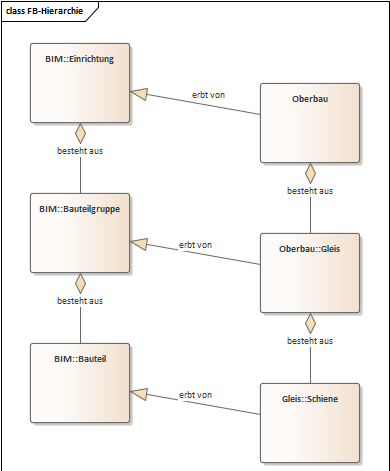 class FB-Hierarchie
BIM::Einrichtung
erbt von
Oberbau
besteht aus
besteht aus
BIM::Bauteilgruppe
erbt von
Oberbau::Gleis
besteht aus
besteht aus
BIM::Bauteil
erbt von
Gleis::Schiene